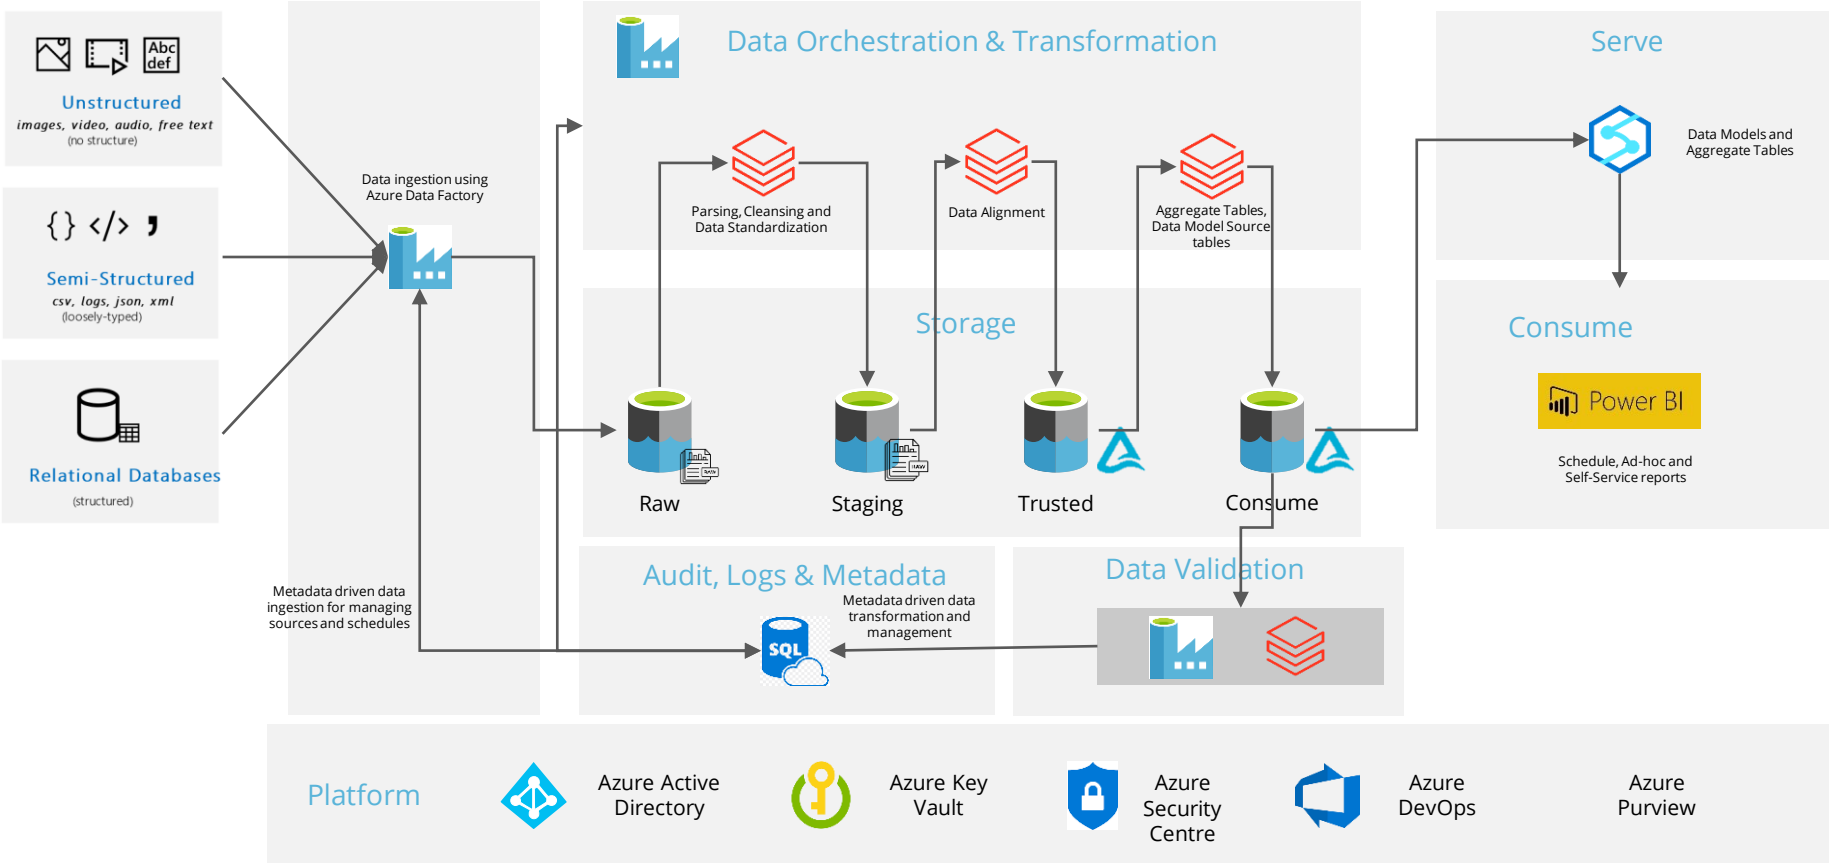 Abc
def
Unstructured
images, video, audio, free text
(no structure)
{ } </> ,
Semi-Structured
csv, logs, json, xml
(loosely-typed)
Relational Databases
(structured)
Data ingestion using
Azure Data Factory
Metadata driven data
ingestion for managing
sources and schedules
Data Orchestration & Transformation
Parsing, Cleansing and
Data Standardization
Data Alignment
Aggregate Tables,
Data Model Source
tables
Storage
RAW
RAW
Raw
Staging
Trusted
Consume
Serve
Data Models and
Aggregate Tables
Consume
Power BI
Schedule, Ad-hoc and
Self-Service reports
Audit, Logs & Metadata
Metadata driven data
transformation and
management
SQL
Data Validation
Platform
Azure Active
Directory
Azure Key
Vault
Azure
Security
Centre
Azure
DevOps
Azure
Purview